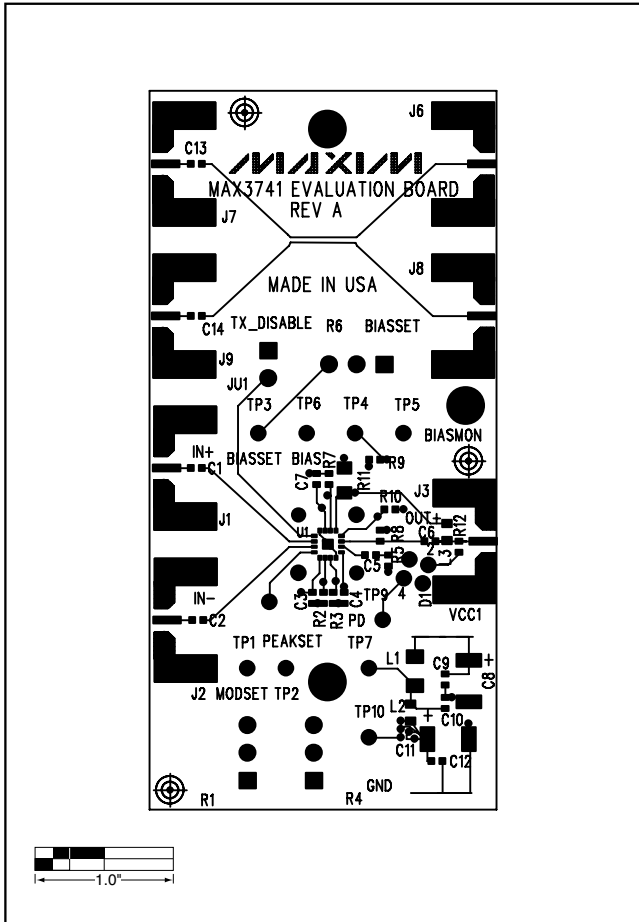 J6
C13
MAXIM
MAX3741 EVALUATION BOARD
REV A
J7
J8
MADE IN USA
C14
TX_DISABLE R6 BIASSET
J9
JU1
TP3 TP6 TP4 TP5
BIASMON
IN+ BIASSET BIAS R7 R9
C1 C7 R11 J3
R10
J1 OUT+
U1 R8 C6 R12
C5 R5 2 L3
IN- C3 R2 R3 C4 TP9 4 D1
C2 PD VCC1
TP1 PEAKSET TP7
L1 C9 + C8
J2 MODSET TP2
L2
TP10 + C10
C11 C12
GND
R1 R4
1.0"